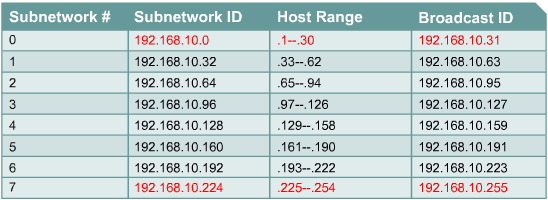 Subnetwork # Subnetwork ID Host Range Broadcast ID
0 192.168.10.0 .1--.30 192.168.10.31
1 192.168.10.32 .33--.62 192.168.10.63
2 192.168.10.64 .65--.94 192.168.10.95
3 192.168.10.96 .97--.126 192.168.10.127
4 192.168.10.128 .129--.158 192.168.10.159
5 192.168.10.160 .161--.190 192.168.10.191
6 192.168.10.192 .193--.222 192.168.10.223
7 192.168.10.224 .225--.254 192.168.10.255